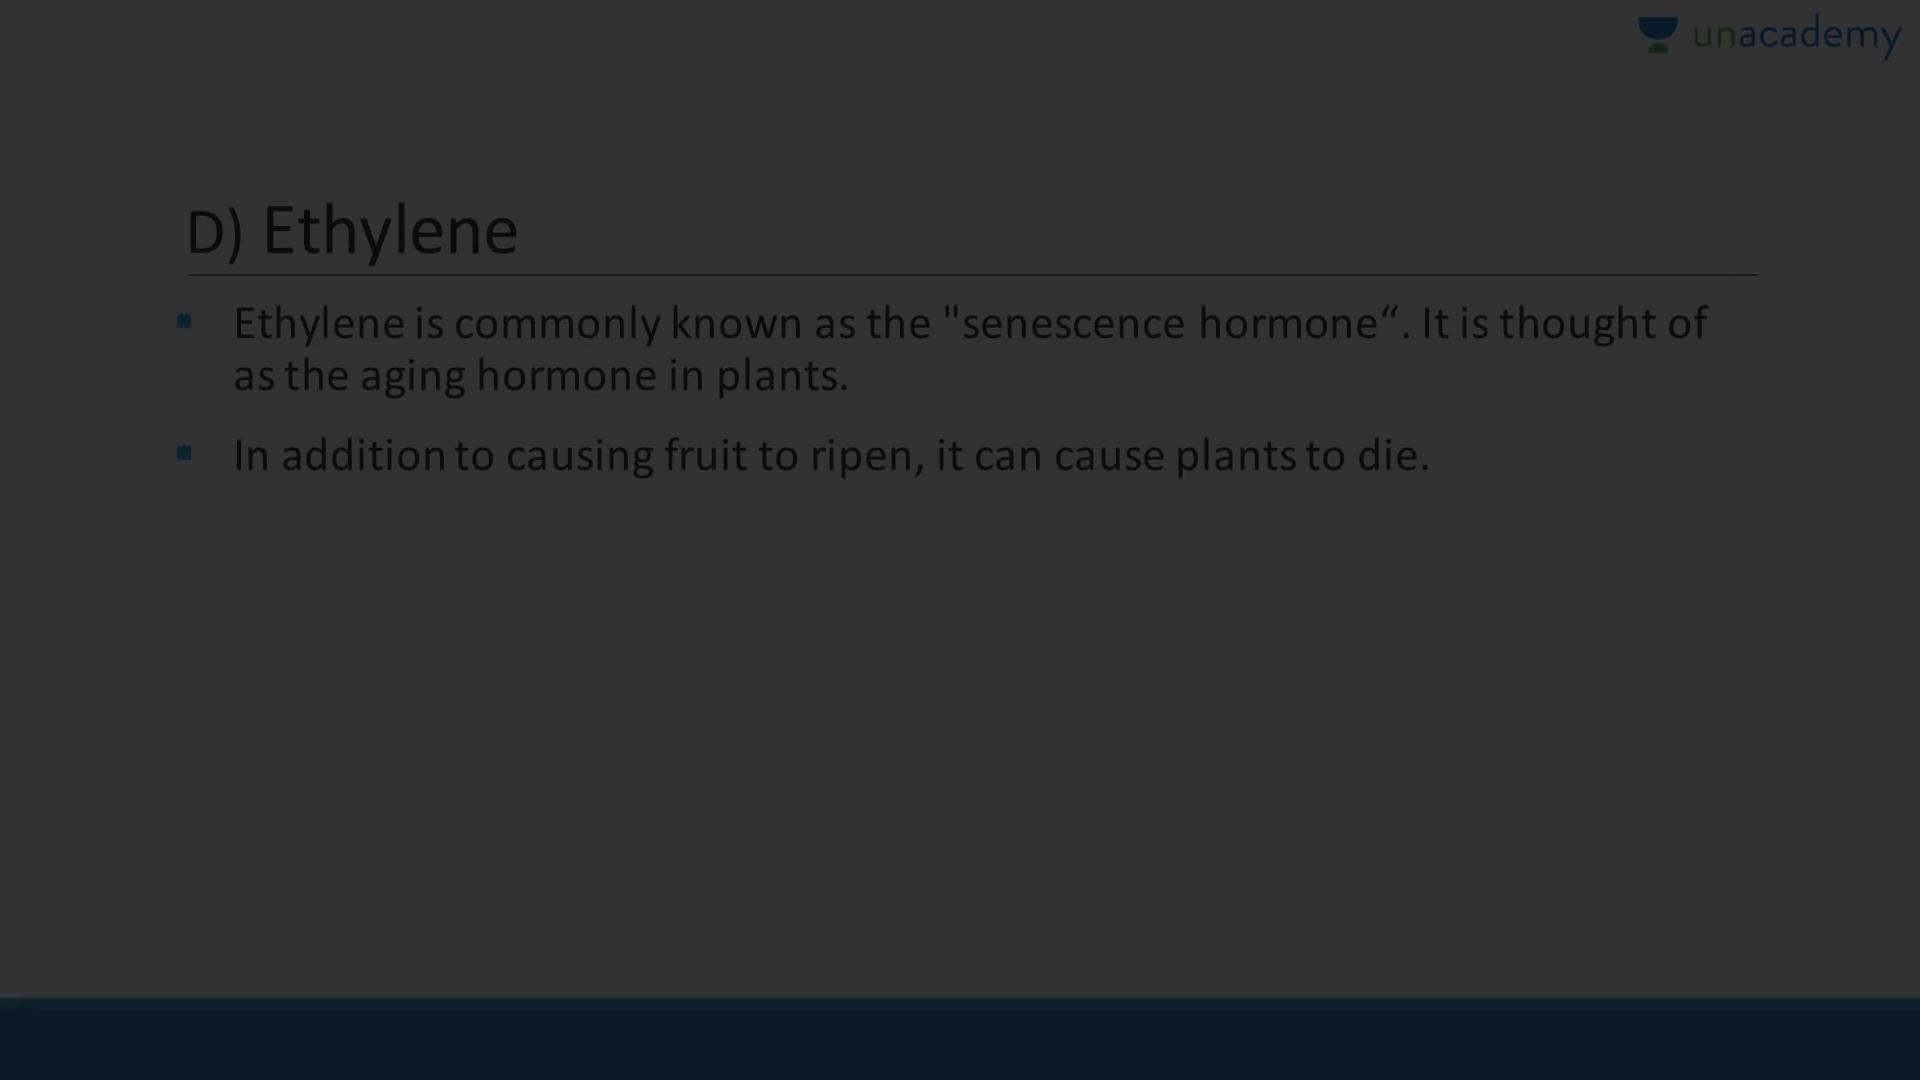 unacademy
D) Ethylene
▪ Ethylene is commonly known as the "senescence hormone“. It is thought of
as the aging hormone in plants.
▪ In addition to causing fruit to ripen, it can cause plants to die.